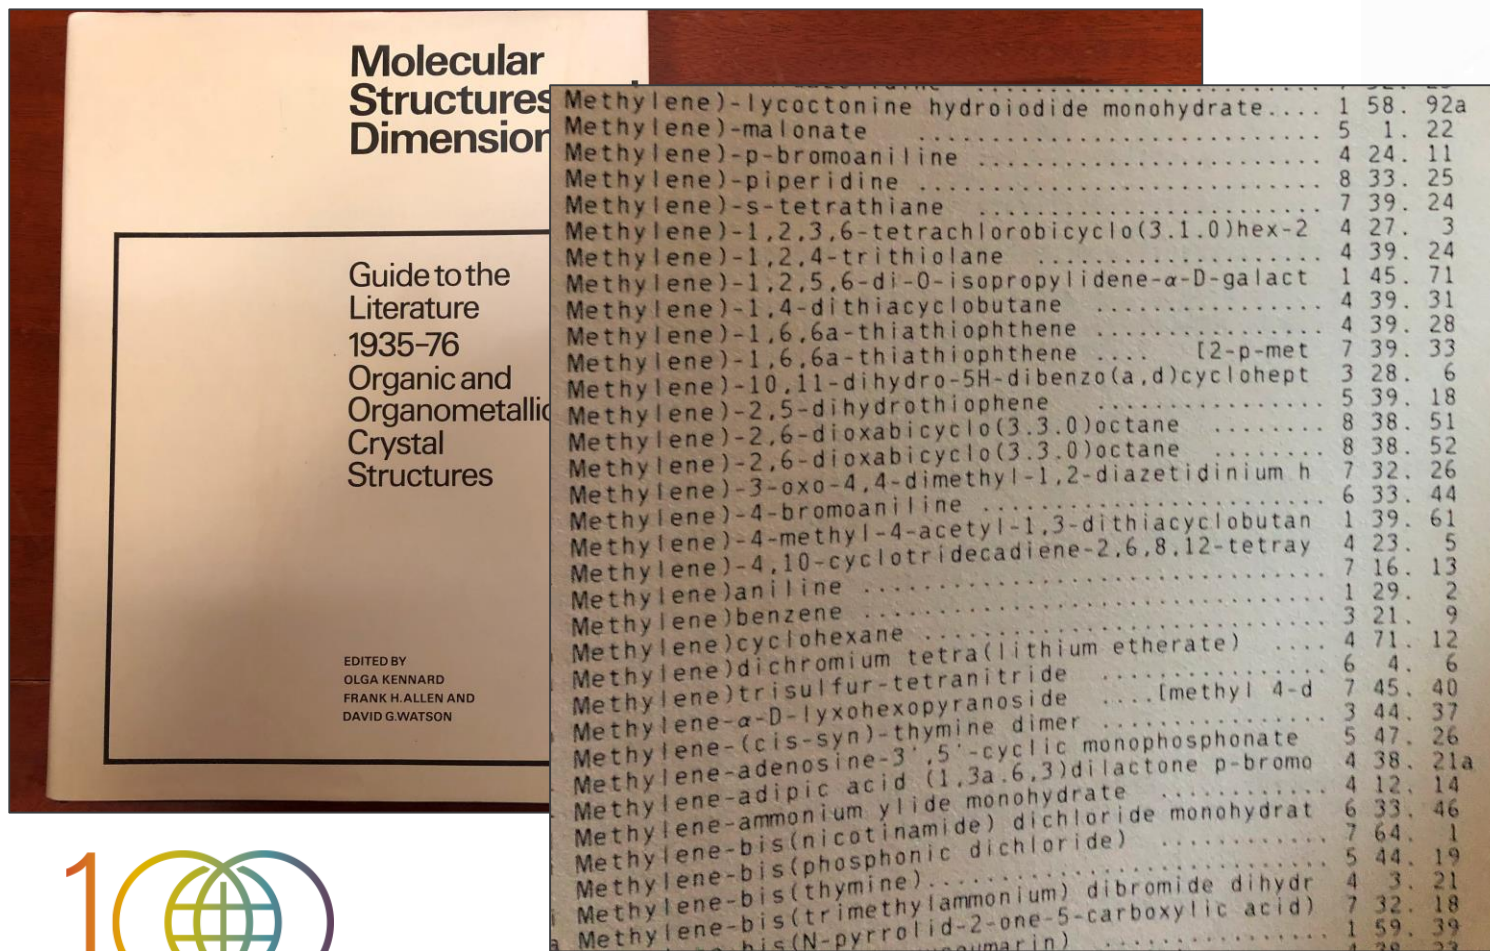 Molecular
Structures
Dimension
Guide to the
Literature
1935–76
Organic and
Organometallic
Crystal
Structures
EDITED BY
OLGA KENNARD
FRANK H. ALLEN AND
DAVID G. WATSON
Methylene)-lycoctonine hydroiodide monohydrate.... 1 58. 92a
Methylene)-malonate .............................. 5 1. 22
Methylene)-p-bromoaniline ........................ 4 24. 11
Methylene)-piperidine ............................ 8 33. 25
Methylene)-s-tetrathiane ........................ 7 39. 24
Methylene)-1,2,3,6-tetrachlorobicyclo(3.1.0)hex-2 4 27. 3
Methylene)-1,2,4-trithiolane .................... 4 39. 24
Methylene)-1,2,5,6-di-O-isopropylidene-α-D-galact 1 45. 71
Methylene)-1,4-dithiacyclobutane ................ 4 39. 31
Methylene)-1,6,6a-thiathiophthene ................ 4 39. 28
Methylene)-1,6,6a-thiathiophthene .... [2-p-met 7 39. 33
Methylene)-10,11-dihydro-5H-dibenzo(a,d)cyclohept 3 28. 6
Methylene)-2,5-dihydrothiophene ................ 5 39. 18
Methylene)-2,6-dioxabicyclo(3.3.0)octane ........ 8 38. 51
Methylene)-2,6-dioxabicyclo(3.3.0)octane ........ 8 38. 52
Methylene)-3-oxo-4,4-dimethyl-1,2-diazetidinium h 7 32. 26
Methylene)-4-bromoaniline ........................ 6 33. 44
Methylene)-4-methyl-4-acetyl-1,3-dithiacyclobutan 1 39. 61
Methylene)-4,10-cyclotridecadiene-2,6,8,12-tetray 4 23. 5
Methylene)aniline ................................ 7 16. 13
Methylene)benzene ................................ 1 29. 2
Methylene)cyclohexane ............................ 3 21. 9
Methylene)dichromium tetra(lithium etherate) .... 4 71. 12
Methylene)trisulfur-tetranitride ................ 6 4. 6
Methylene-α-D-lyxohexopyranoside ....[methyl 4-d 7 45. 40
Methylene-(cis-syn)-thymine dimer ................ 3 44. 37
Methylene-adenosine-3',5'-cyclic monophosphonate 5 47. 26
Methylene-adipic acid (1,3a.6,3)dilactone p-bromo 4 38. 21a
Methylene-ammonium ylide monohydrate ............ 4 12. 14
Methylene-bis(nicotinamide) dichloride monohydrat 6 33. 46
Methylene-bis(phosphonic dichloride) ............ 7 64. 1
Methylene-bis(thymine)............................ 5 44. 19
Methylene-bis(trimethylammonium) dibromide dihydr 4 3. 21
Methylene-bis(N-pyrrolid-2-one-5-carboxylic acid) 7 32. 18
1 59. 39
100